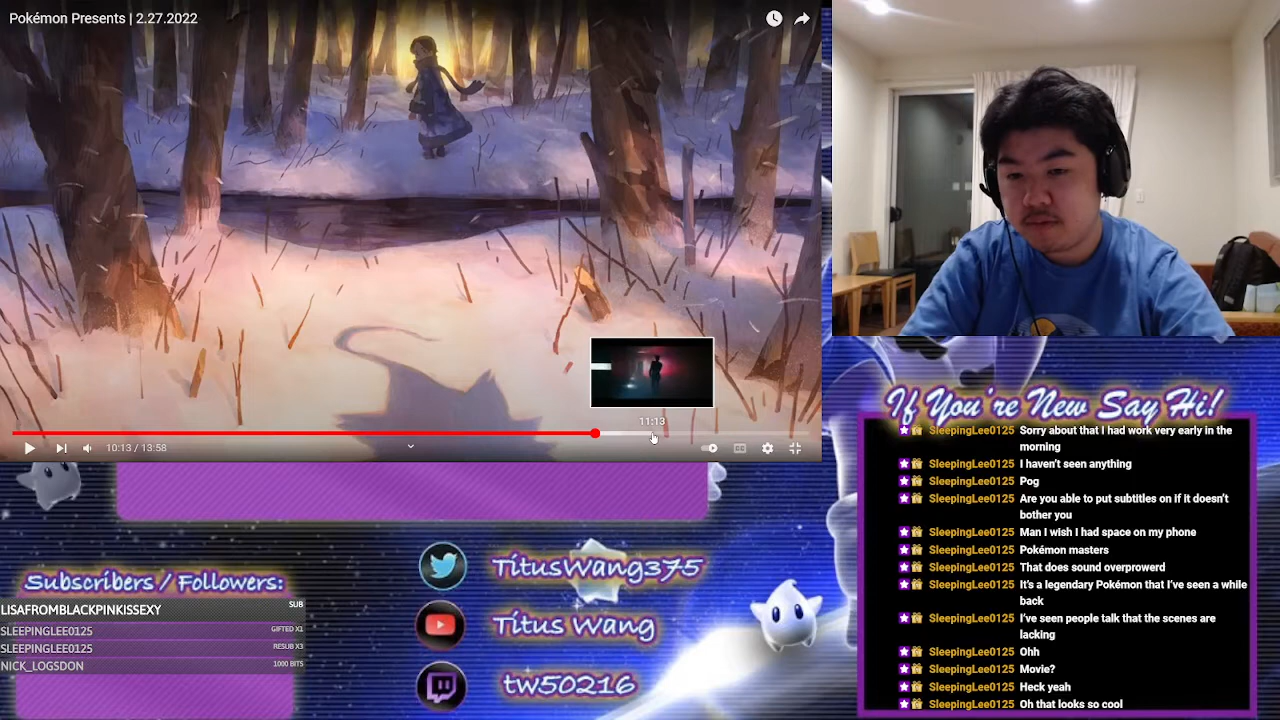 Pokémon Presents | 2.27.2022
11:13
10:13 / 13:58
If You're New Say Hi!
SleepingLee0125 Sorry about that I had work very early in the
morning
SleepingLee0125 I haven't seen anything
SleepingLee0125 Pog
SleepingLee0125 Are you able to put subtitles on if it doesn't
bother you
SleepingLee0125 Man I wish I had space on my phone
SleepingLee0125 Pokémon masters
SleepingLee0125 That does sound overpowerd
SleepingLee0125 It's a legendary Pokémon that I've seen a while
back
SleepingLee0125 I've seen people talk that the scenes are
lacking
SleepingLee0125 Ohh
SleepingLee0125 Movie?
SleepingLee0125 Heck yeah
SleepingLee0125 Oh that looks so cool
Subscribers / Followers:
LISAFROMBLACKPINKISSEXY SUB
SLEEPINGLEE0125 GIFTED X1
SLEEPINGLEE0125 RESUB X3
NICK_LOGSDON 1000 BITS
TitusWang375
Titus Wang
tw50216